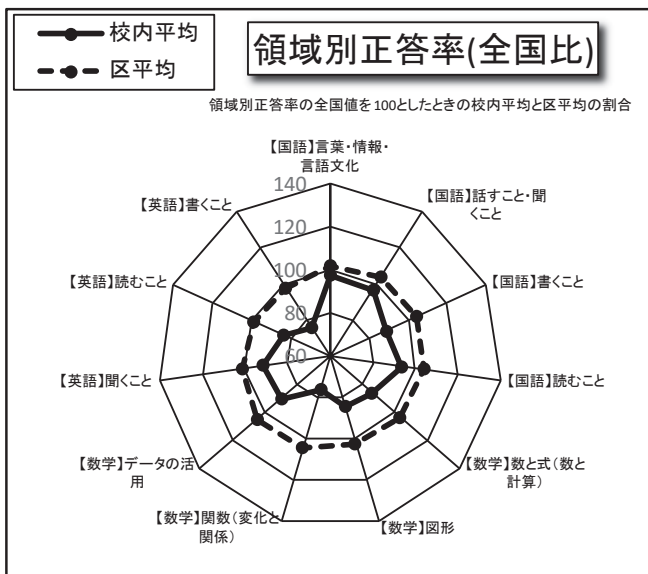 校内平均
区平均
領域別正答率(全国比)
領域別正答率の全国値を100としたときの校内平均と区平均の割合
【国語】言葉・情報・
言語文化
【国語】話すこと・聞
くこと
【国語】書くこと
【国語】読むこと
【数学】数と式(数と
計算)
【数学】図形
【数学】関数(変化と
関係)
【数学】データの活
用
【英語】聞くこと
【英語】読むこと
【英語】書くこと
140
120
100
80
60